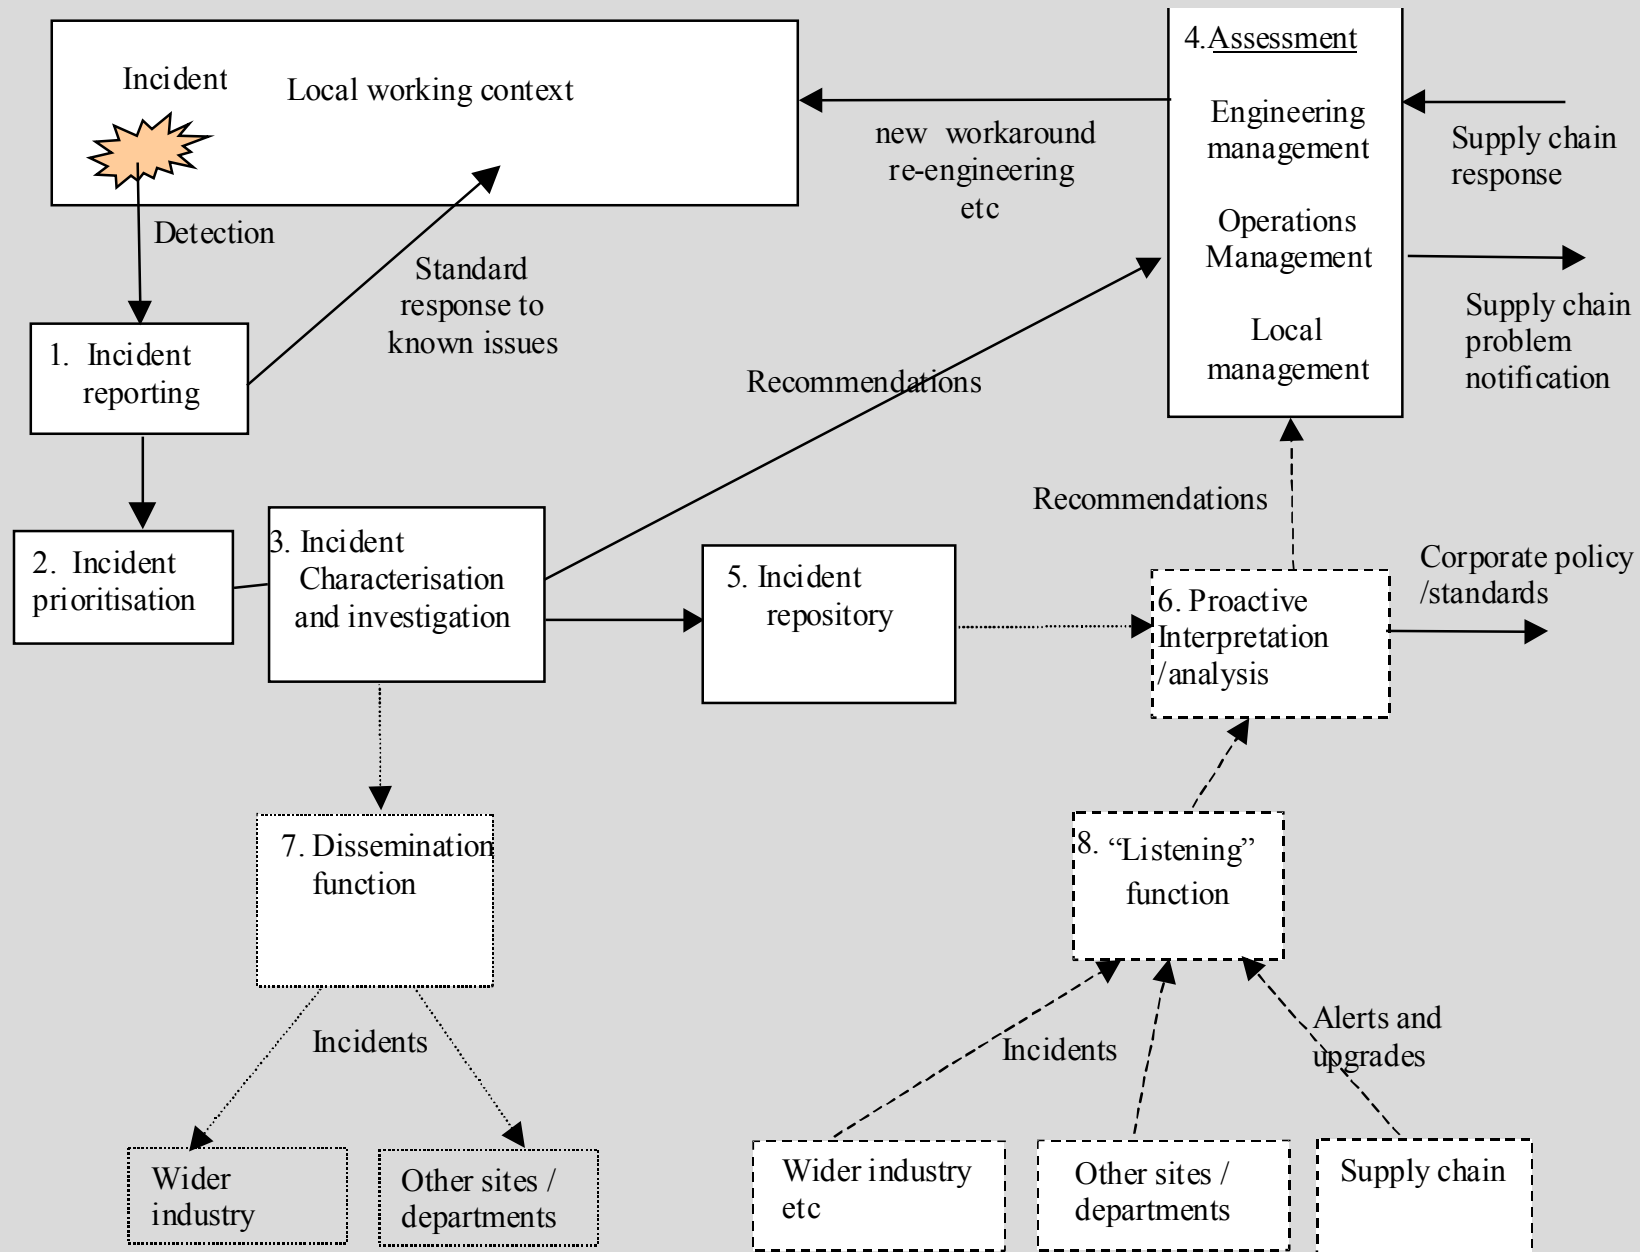 Incident
Local working context
Detection
Standard
response to
known issues
new workaround
re-engineering
etc
4. Assessment
Engineering
management
Operations
Management
Local
management
Supply chain
response
Supply chain
problem
notification
1. Incident
reporting
Recommendations
2. Incident
prioritisation
3. Incident
Characterisation
and investigation
5. Incident
repository
Recommendations
6. Proactive
Interpretation
/analysis
Corporate policy
/standards
7. Dissemination
function
8. “Listening”
function
Incidents
Incidents
Alerts and
upgrades
Wider
industry
Other sites /
departments
Wider industry
etc
Other sites /
departments
Supply chain